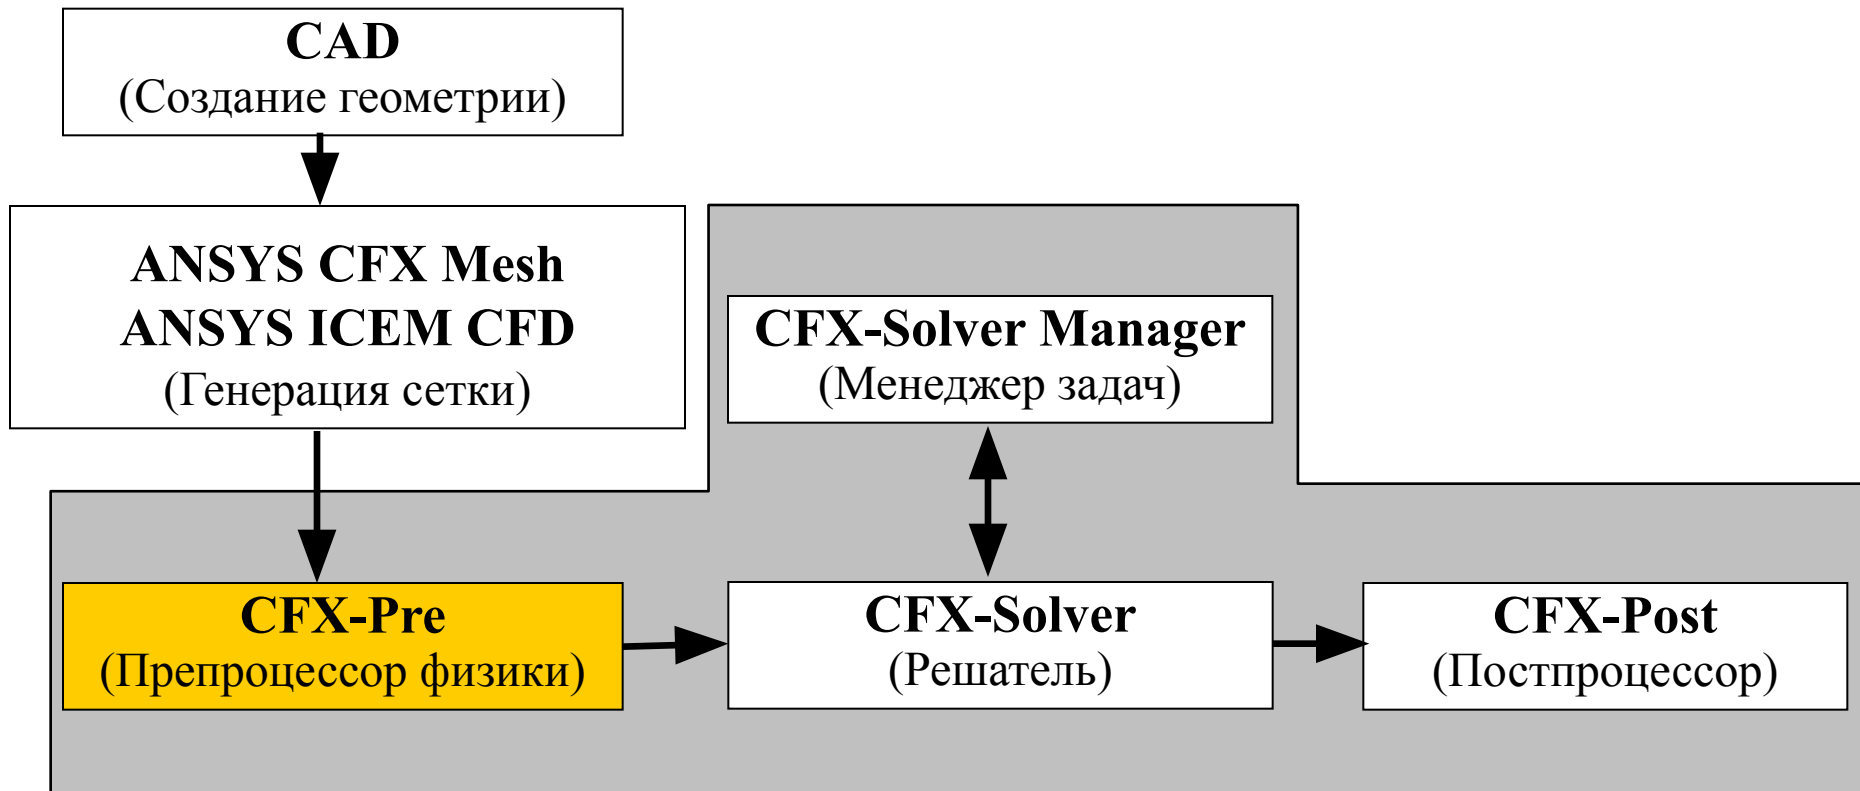 CAD
(Создание геометрии)
ANSYS CFX Mesh
ANSYS ICEM CFD
(Генерация сетки)
CFX-Solver Manager
(Менеджер задач)
CFX-Pre
(Препроцессор физики)
CFX-Solver
(Решатель)
CFX-Post
(Постпроцессор)